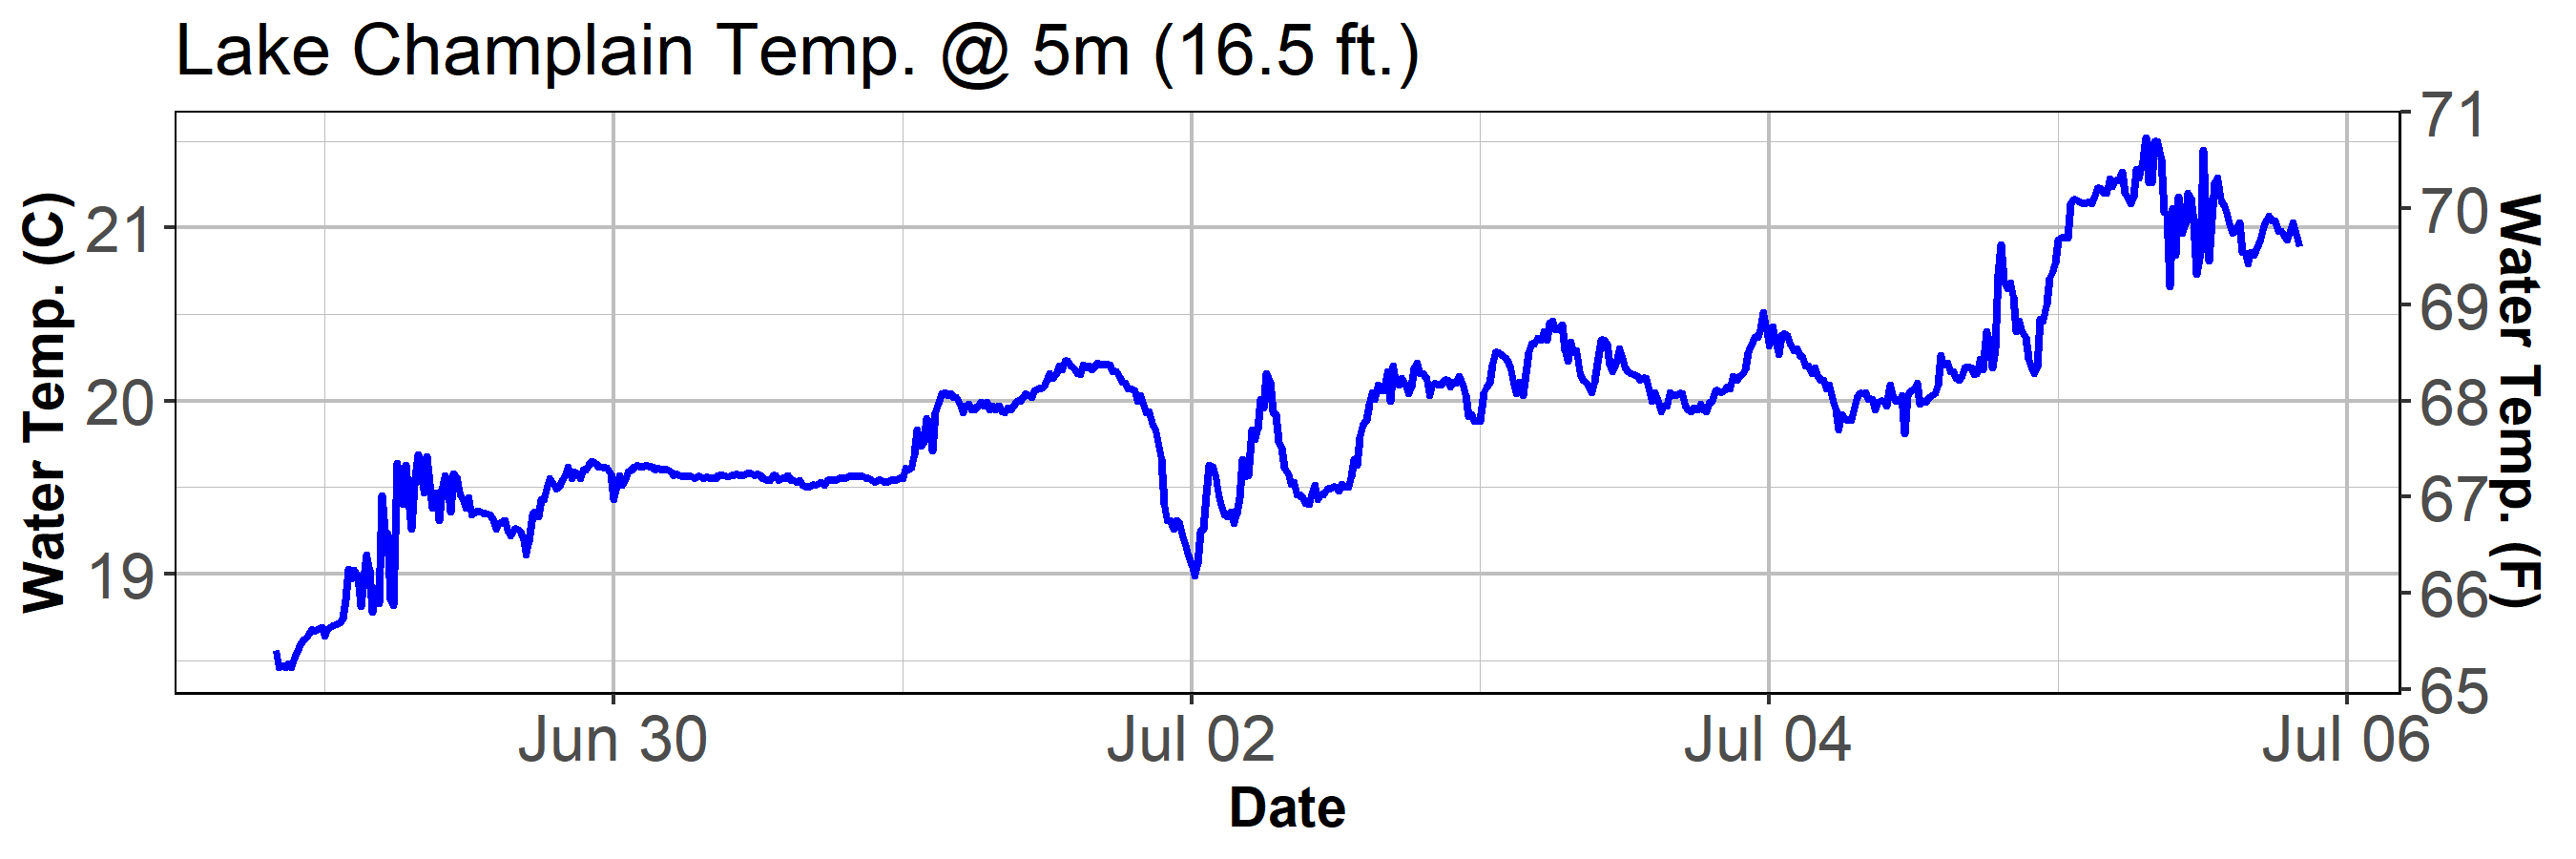 Lake Champlain Temp. @ 5m (16.5 ft.)
Water Temp. (C)
21
20
19
71
70
69
68
67
66
65
Water Temp. (F)
Jun 30
Jul 02
Jul 04
Jul 06
Date